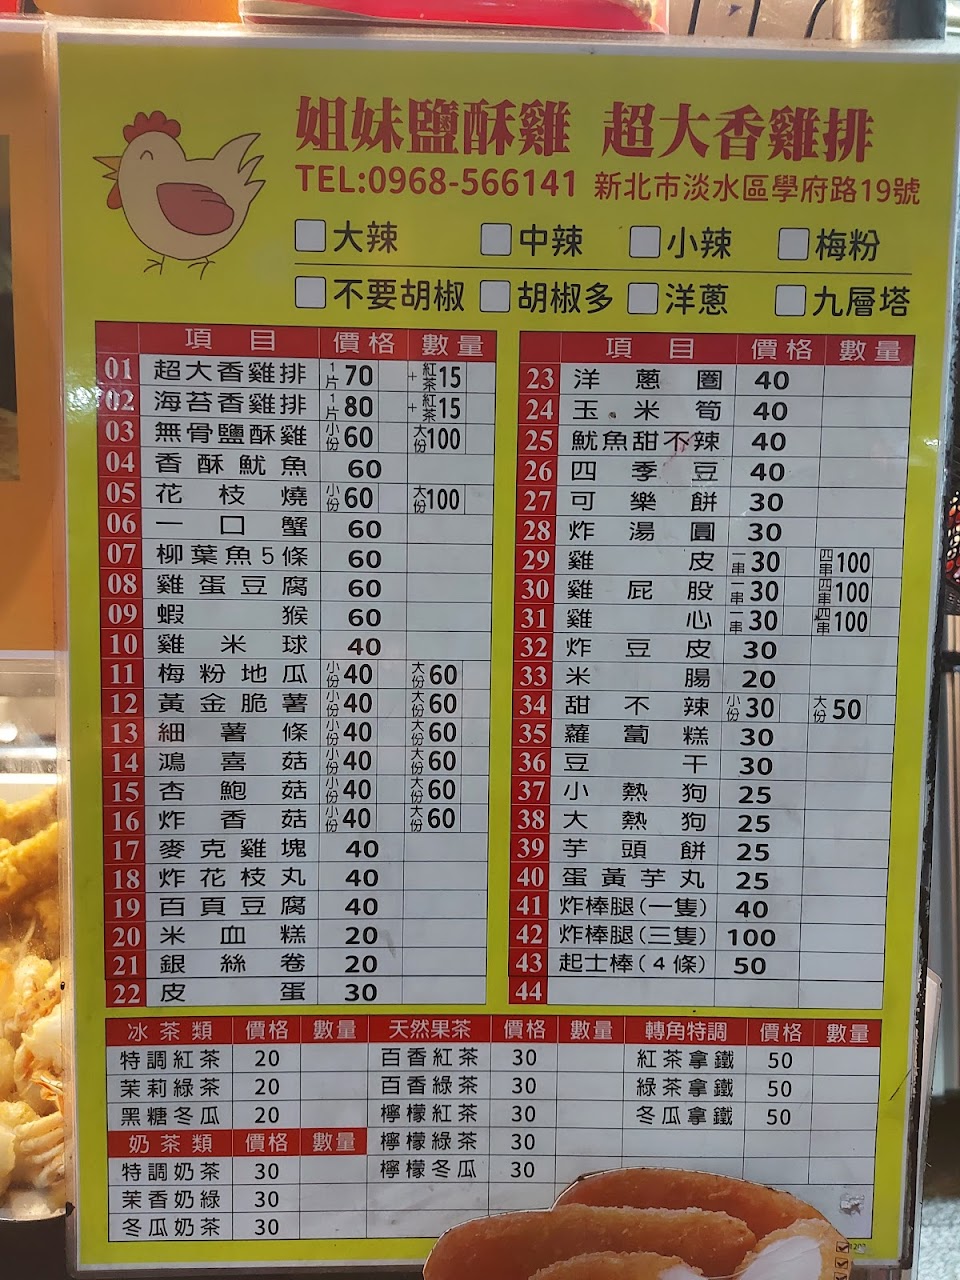 姐妹鹽酥雞 超大香雞排
TEL:0968-566141 新北市淡水區學府路19號
大辣 中辣 小辣 梅粉
不要胡椒 胡椒多 洋蔥 九層塔
項目 價格 數量
01 超大香雞排 1片 70 +紅茶15
02 海苔香雞排 1片 80 +紅茶15
03 無骨鹽酥雞 小份 60 大份 100
04 香酥魷魚 60
05 花枝燒 小份 60 大份 100
06 一口蟹 60
07 柳葉魚5條 60
08 雞蛋豆腐 60
09 蝦猴 60
10 雞米球 40
11 梅粉地瓜 小份 40 大份 60
12 黃金脆薯 小份 40 大份 60
13 細薯條 小份 40 大份 60
14 鴻喜菇 小份 40 大份 60
15 杏鮑菇 小份 40 大份 60
16 炸香菇 小份 40 大份 60
17 麥克雞塊 40
18 炸花枝丸 40
19 百頁豆腐 40
20 米血糕 20
21 銀絲卷 20
22 皮蛋 30
項目 價格 數量
23 洋蔥圈 40
24 玉米筍 40
25 魷魚甜不辣 40
26 四季豆 40
27 可樂餅 30
28 炸湯圓 30
29 雞皮 一串 30 四串 100
30 雞屁股 一串 30 四串 100
31 雞心 一串 30 四串 100
32 炸豆皮 30
33 米腸 20
34 甜不辣 小份 30 大份 50
35 蘿蔔糕 30
36 豆干 30
37 小熱狗 25
38 大熱狗 25
39 芋頭餅 25
40 蛋黃芋丸 25
41 炸棒腿(一隻) 40
42 炸棒腿(三隻) 100
43 起士棒(4條) 50
44
冰茶類 價格 數量
特調紅茶 20
茉莉綠茶 20
黑糖冬瓜 20
奶茶類 價格 數量
特調奶茶 30
茉香奶綠 30
冬瓜奶茶 30
天然果茶 價格 數量
百香紅茶 30
百香綠茶 30
檸檬紅茶 30
檸檬綠茶 30
檸檬冬瓜 30
轉角特調 價格 數量
紅茶拿鐵 50
綠茶拿鐵 50
冬瓜拿鐵 50